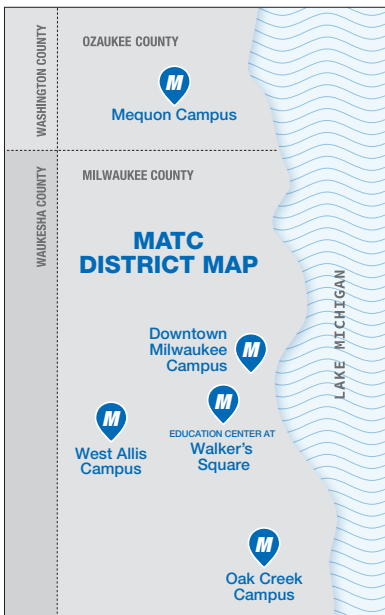 WASHINGTON COUNTY
OZAUKEE COUNTY
M
Mequon Campus
WAUKESHA COUNTY
MILWAUKEE COUNTY
MATC
DISTRICT MAP
LAKE MICHIGAN
Downtown
Milwaukee
Campus
M
M
EDUCATION CENTER AT
Walker's
Square
M
West Allis
Campus
M
Oak Creek
Campus